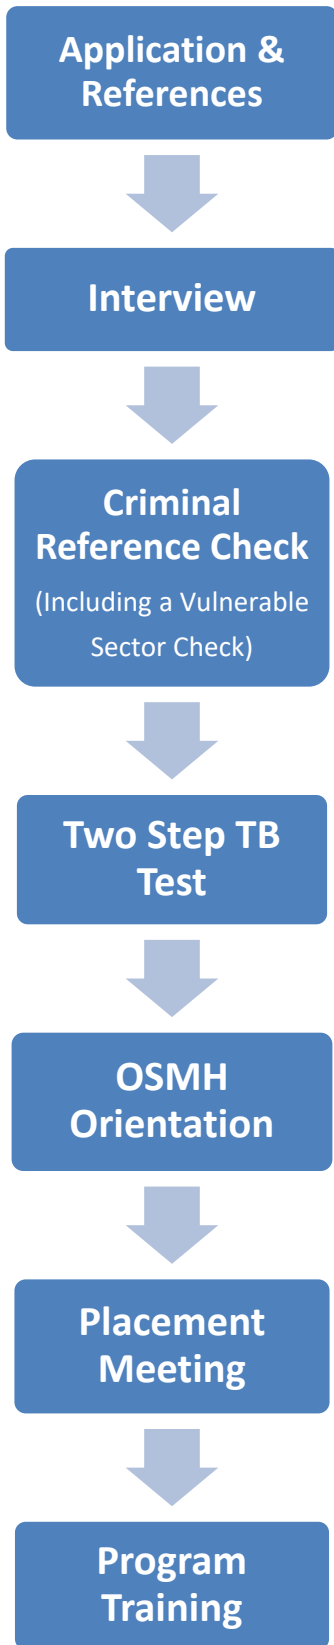 Application &
References
Interview
Criminal
Reference Check
(Including a Vulnerable
Sector Check)
Two Step TB
Test
OSMH
Orientation
Placement
Meeting
Program
Training